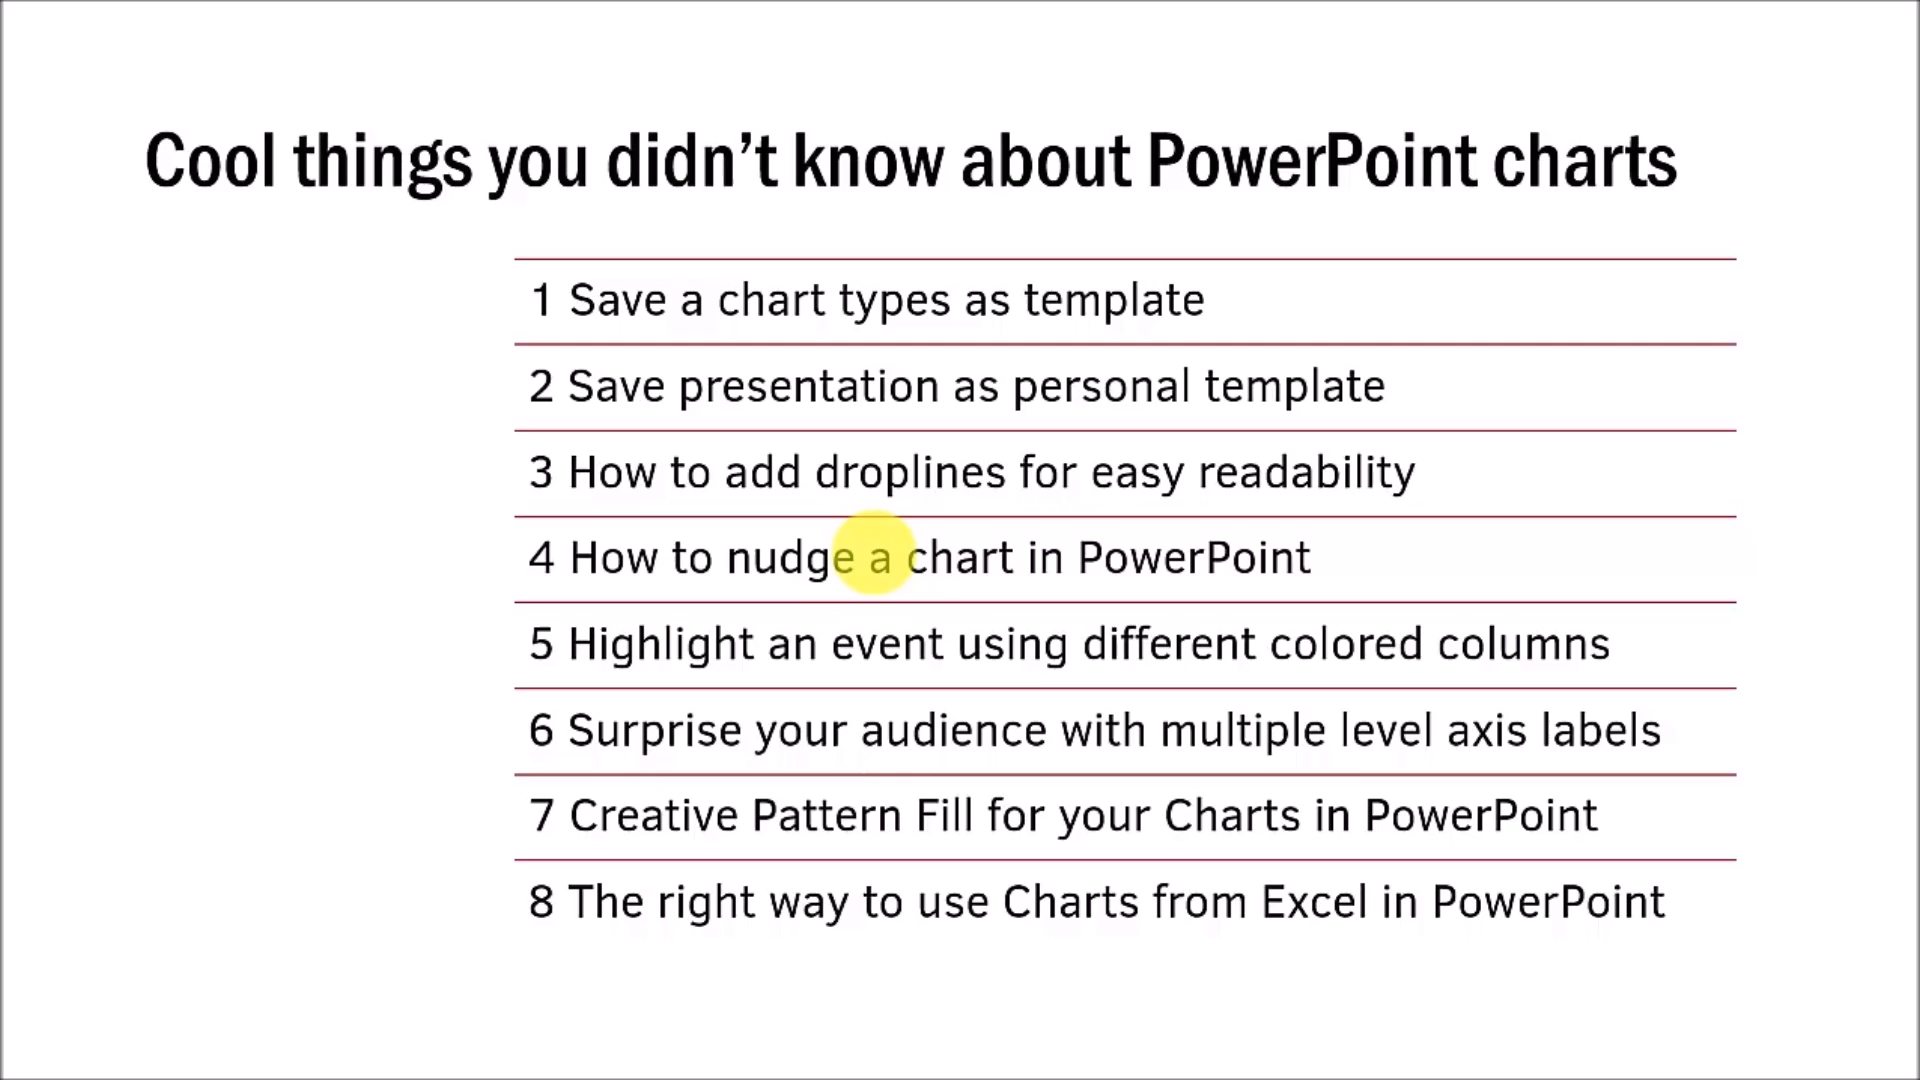 Cool things you didn’t know about PowerPoint charts
1 Save a chart types as template
2 Save presentation as personal template
3 How to add droplines for easy readability
4 How to nudge a chart in PowerPoint
5 Highlight an event using different colored columns
6 Surprise your audience with multiple level axis labels
7 Creative Pattern Fill for your Charts in PowerPoint
8 The right way to use Charts from Excel in PowerPoint